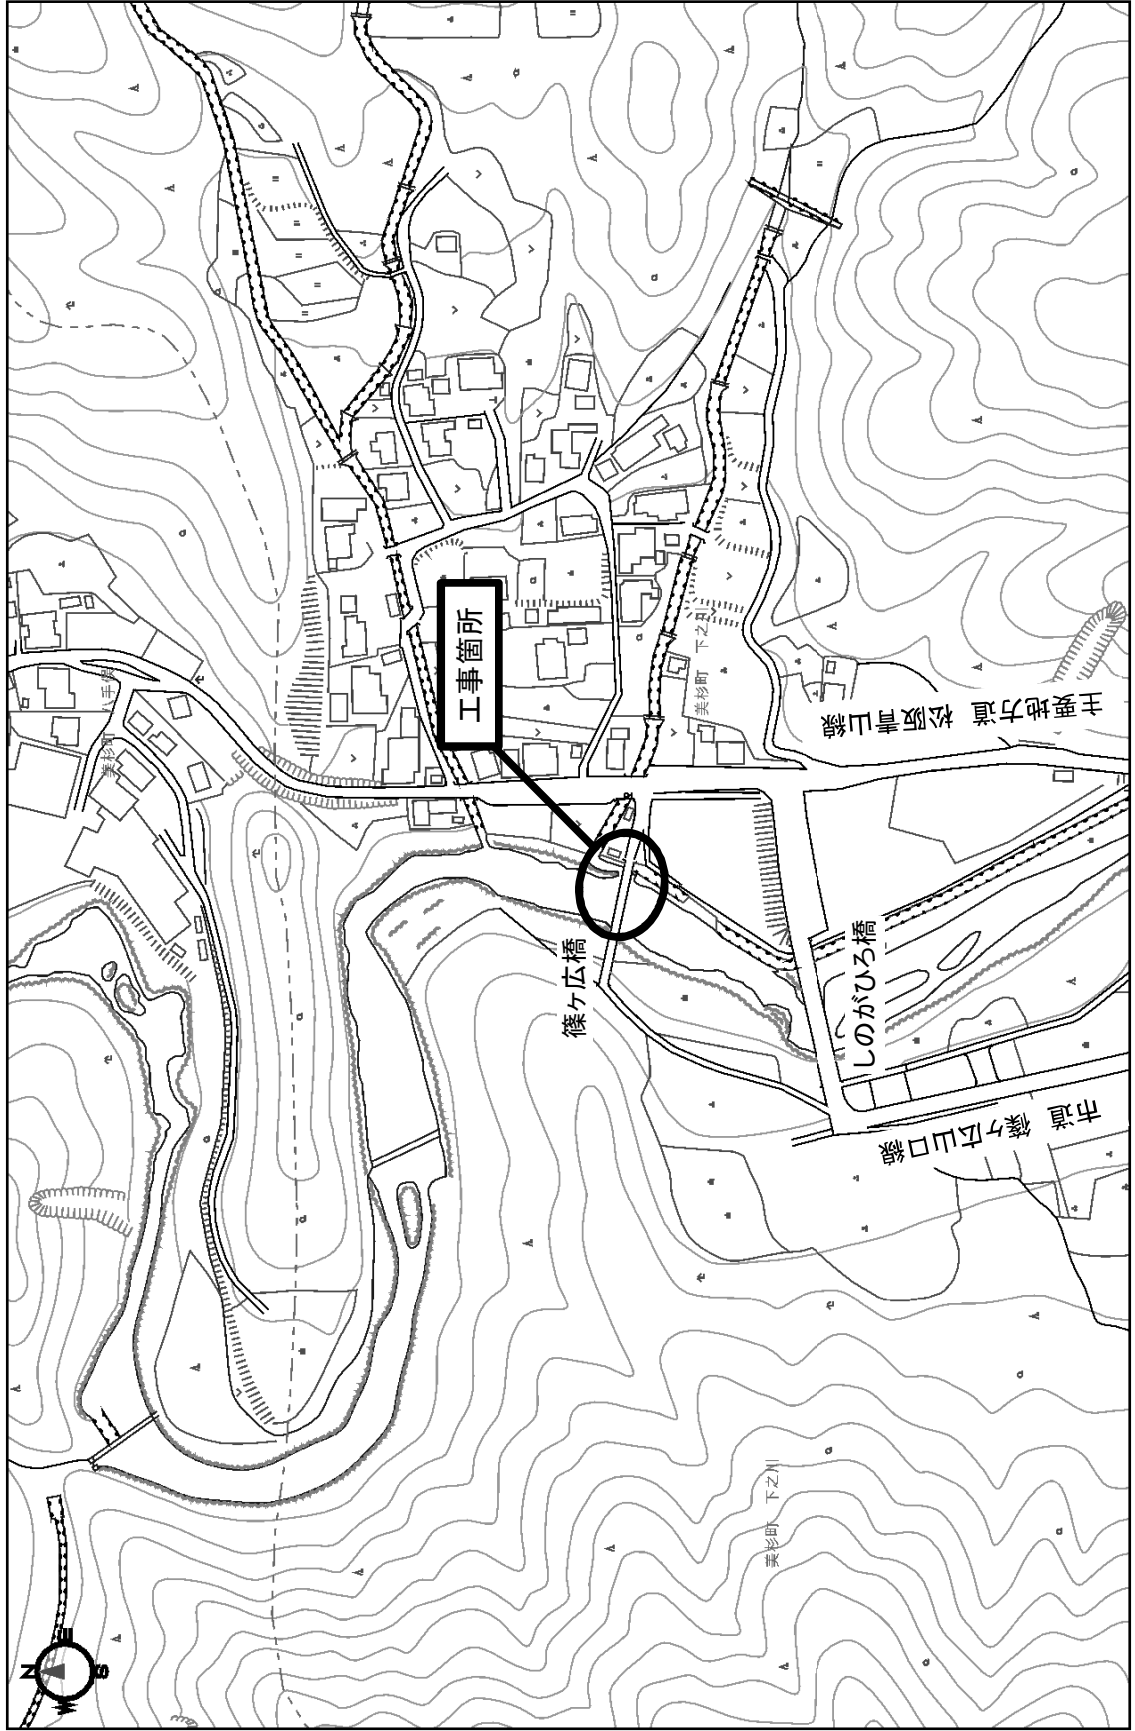 工事箇所
篠ヶ広橋
しのがひろ橋
主要地方道 松阪青山線
市道 篠ヶ広山口線
美杉町 下之川
美杉町 下之川
美杉町 八手俣
N
E
S
W